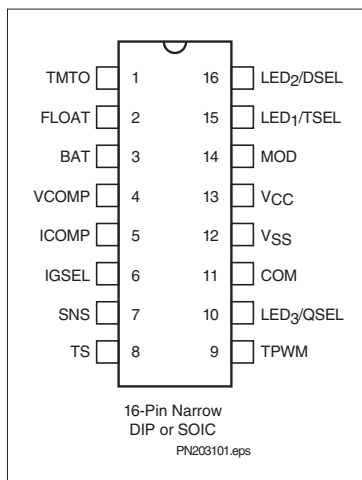 TMTO 1 16 LED2/DSEL
FLOAT 2 15 LED1/TSEL
BAT 3 14 MOD
VCOMP 4 13 VCC
ICOMP 5 12 VSS
IGSEL 6 11 COM
SNS 7 10 LED3/QSEL
TS 8 9 TPWM
16-Pin Narrow
DIP or SOIC
PN203101.eps